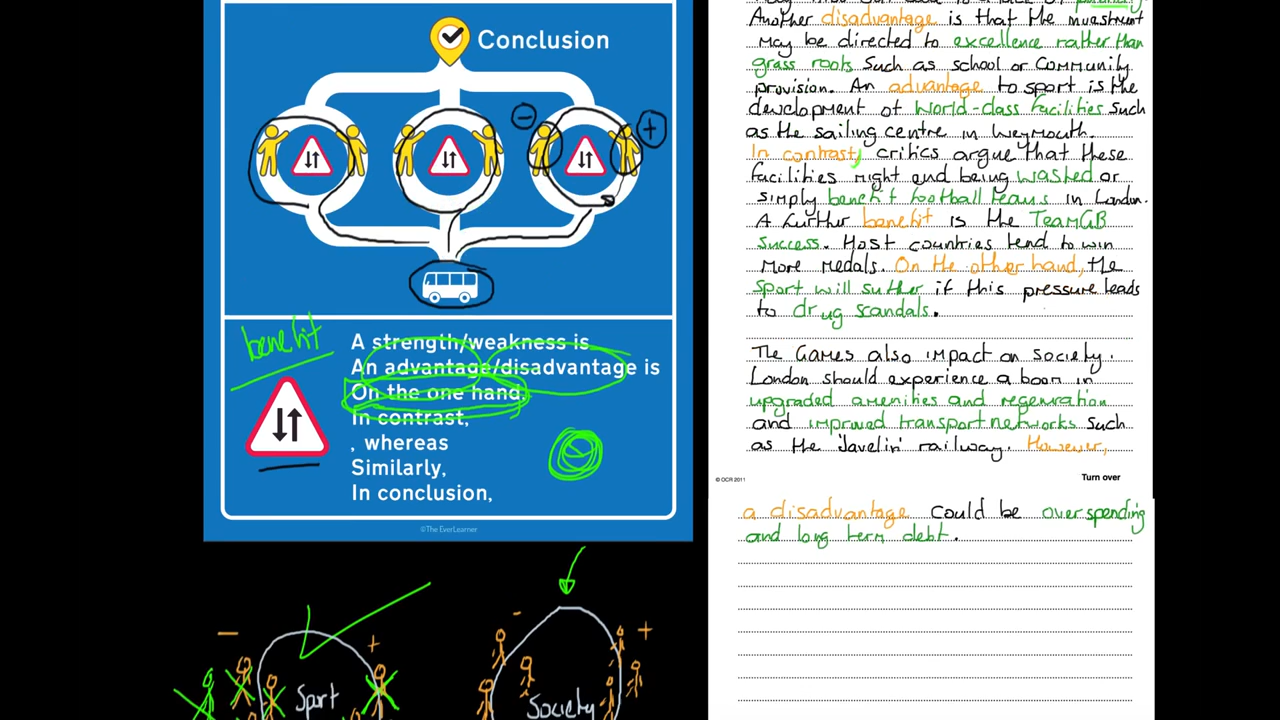 Conclusion
−
+
benefit
A strength/weakness is
An advantage/disadvantage is
On the one hand,
In contrast,
, whereas
Similarly,
In conclusion,
©The EverLearner
−
+
Sport
-
+
Society
Another disadvantage is that the investment
may be directed to excellence rather than
grass roots such as school or community
provision. An advantage to sport is the
development of world-class facilities such
as the sailing centre in Weymouth.
In contrast, critics argue that these
facilities might end being wasted or
simply benefit football teams in London.
A further benefit is the TeamGB
success. Host countries tend to win
more medals. On the other hand, the
sport will suffer if this pressure leads
to drug scandals.
The Games also impact on society.
London should experience a boom in
upgraded amenities and regeneration
and improved transport networks such
as the 'Javelin' railway. However,
© OCR 2011
Turn over
a disadvantage could be overspending
and long term debt.